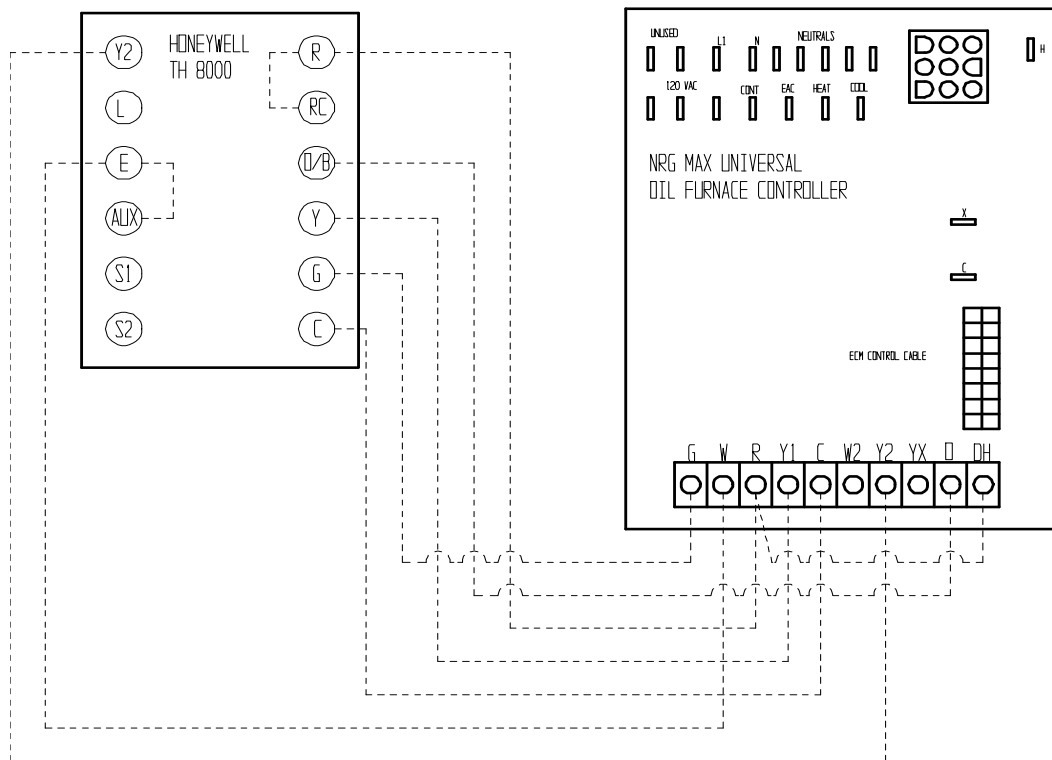 HONEYWELL
TH 8000
Y2
R
L
RC
E
O/B
AUX
Y
S1
G
S2
C
UNUSED
L1
N
NEUTRALS
H
120 VAC
CONT
EAC
HEAT
COOL
NRG MAX UNIVERSAL
OIL FURNACE CONTROLLER
X
C
ECM CONTROL CABLE
G W R Y1 C W2 Y2 YX O DH